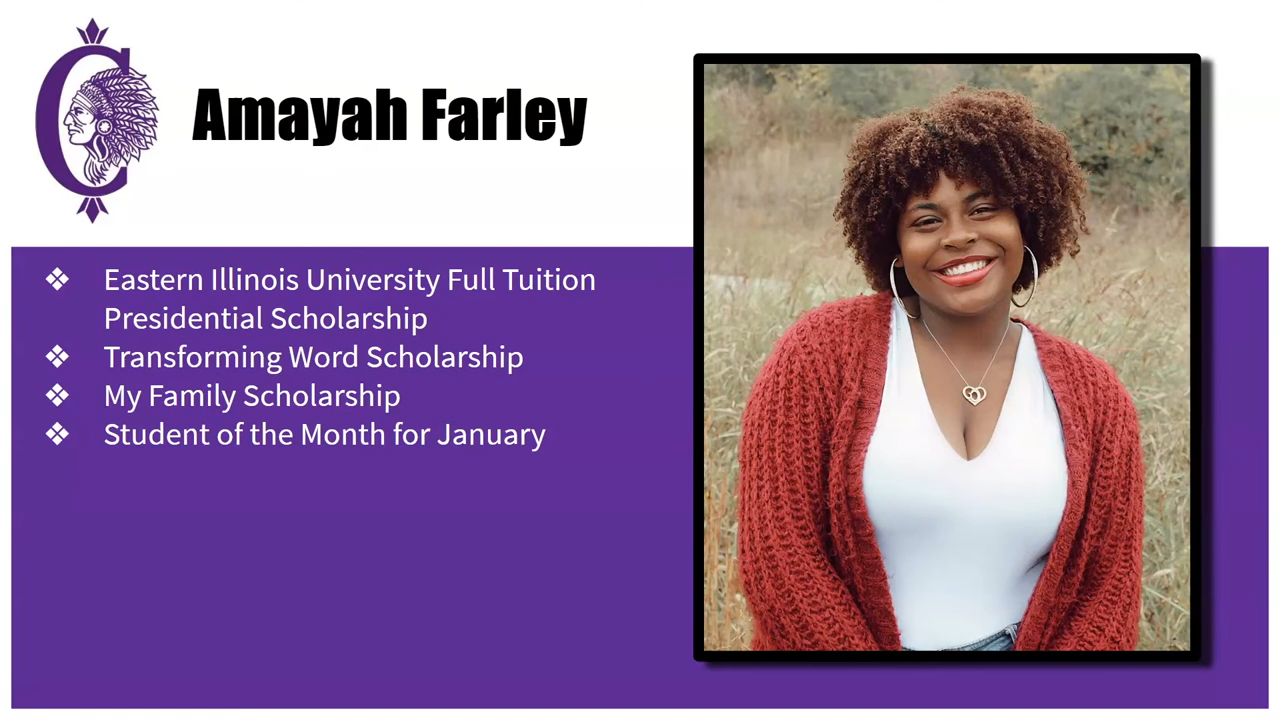 Amayah Farley
❖ Eastern Illinois University Full Tuition
Presidential Scholarship
❖ Transforming Word Scholarship
❖ My Family Scholarship
❖ Student of the Month for January